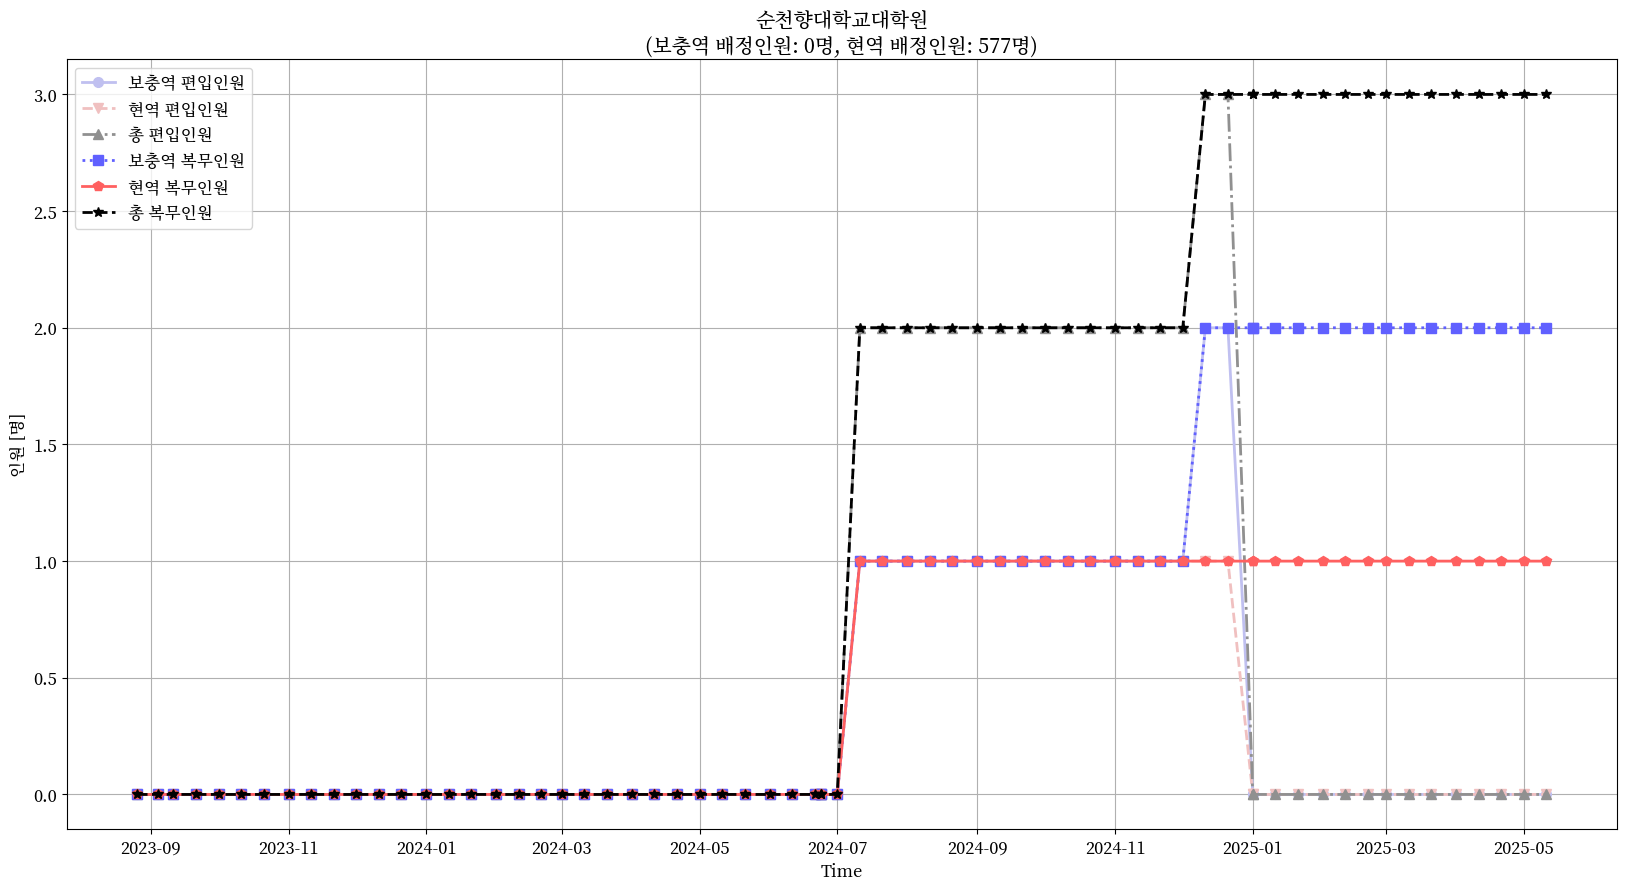 순천향대학교대학원
(보충역 배정인원: 0명, 현역 배정인원: 577명)
보충역 편입인원
현역 편입인원
총 편입인원
보충역 복무인원
현역 복무인원
총 복무인원
3.0
2.5
2.0
1.5
1.0
0.5
0.0
인원 [명]
2023-09
2023-11
2024-01
2024-03
2024-05
2024-07
2024-09
2024-11
2025-01
2025-03
2025-05
Time